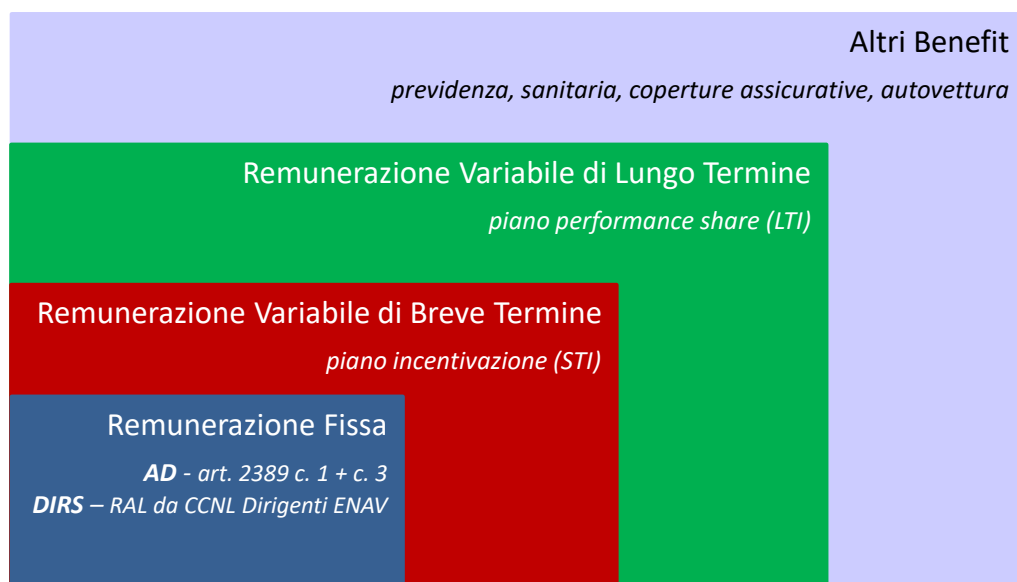 Altri Benefit
previdenza, sanitaria, coperture assicurative, autovettura
Remunerazione Variabile di Lungo Termine
piano performance share (LTI)
Remunerazione Variabile di Breve Termine
piano incentivazione (STI)
Remunerazione Fissa
AD - art. 2389 c. 1 + c. 3
DIRS – RAL da CCNL Dirigenti ENAV